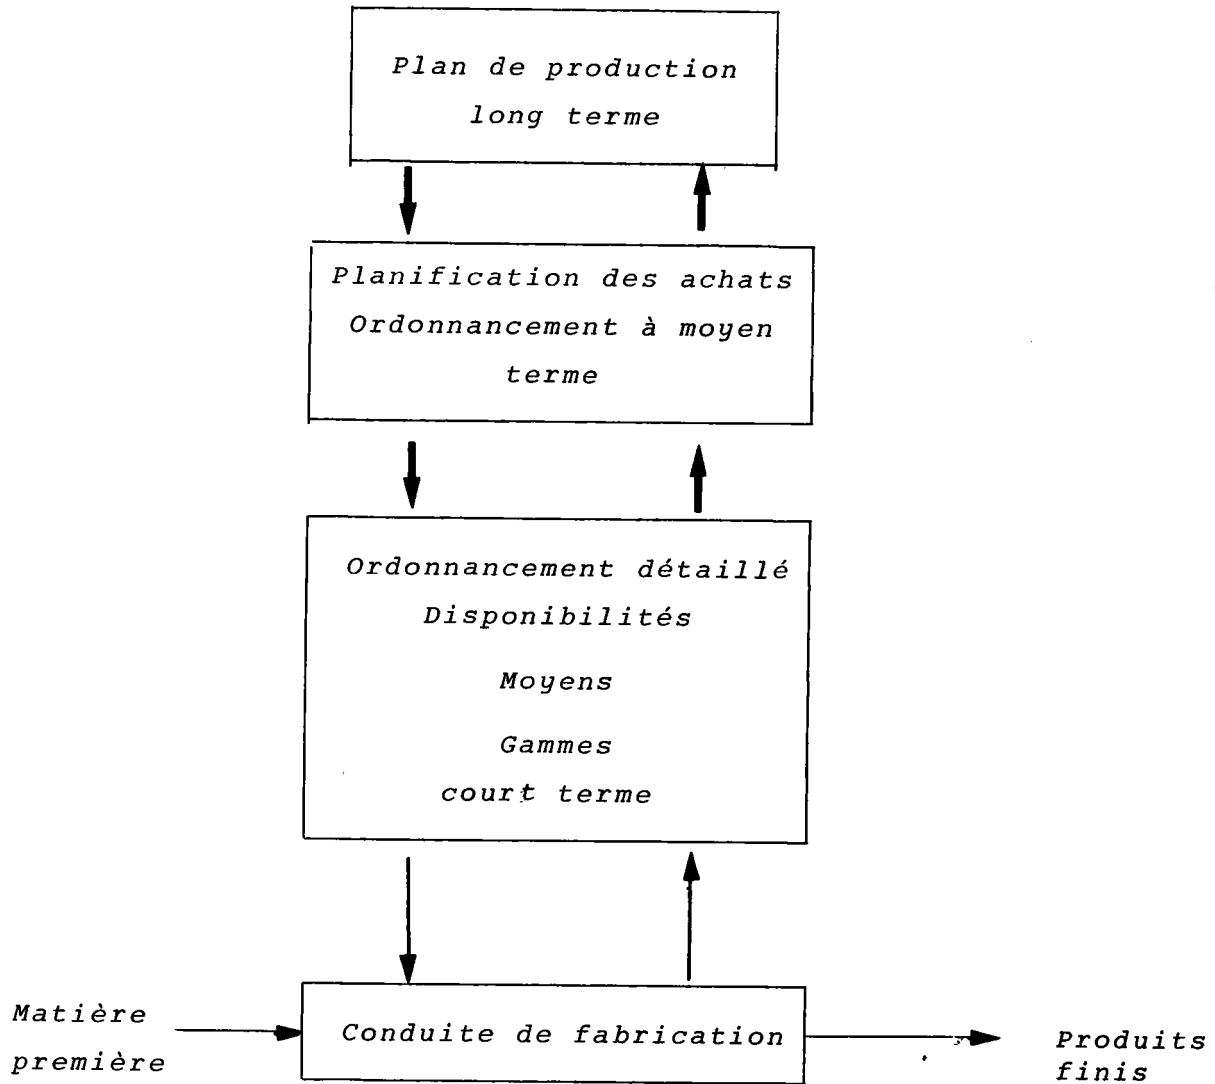 Plan de production
long terme
Planification des achats
Ordonnancement à moyen
terme
Ordonnancement détaillé
Disponibilités
Moyens
Gammes
court terme
Matière
première
Conduite de fabrication
Produits
finis